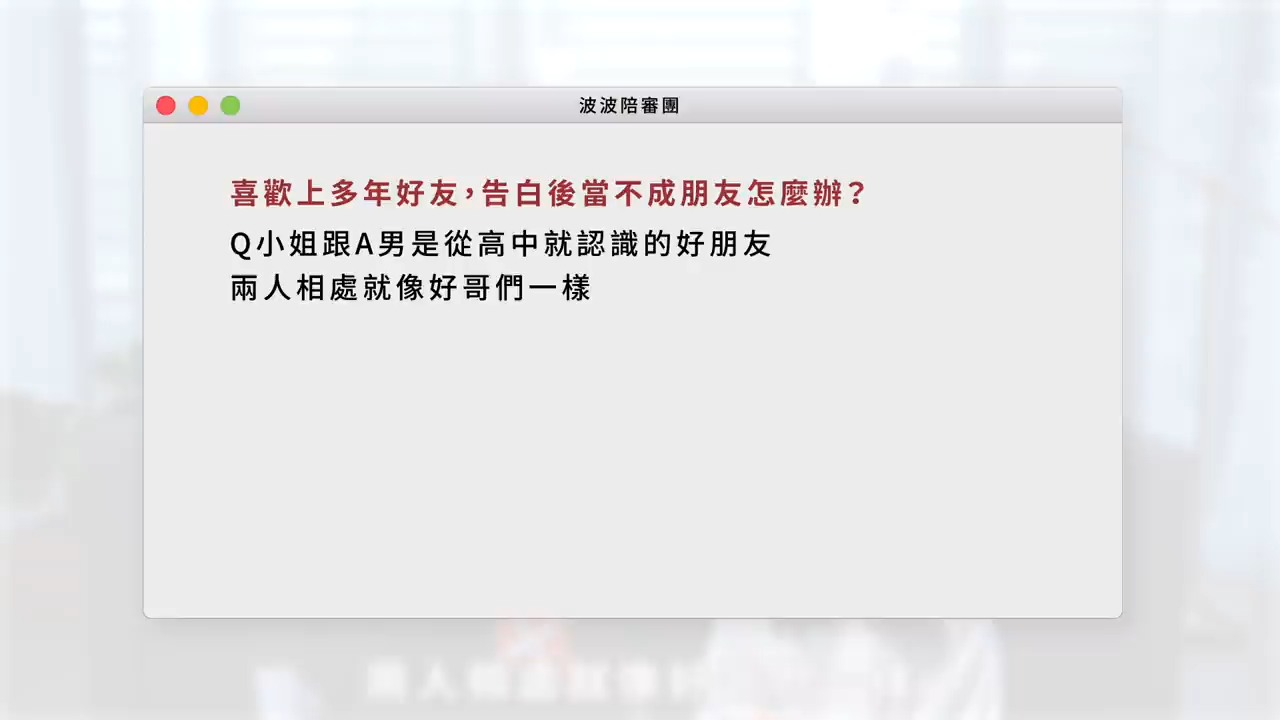 波波陪審團
喜歡上多年好友，告白後當不成朋友怎麼辦？
Q小姐跟A男是從高中就認識的好朋友
兩人相處就像好哥們一樣